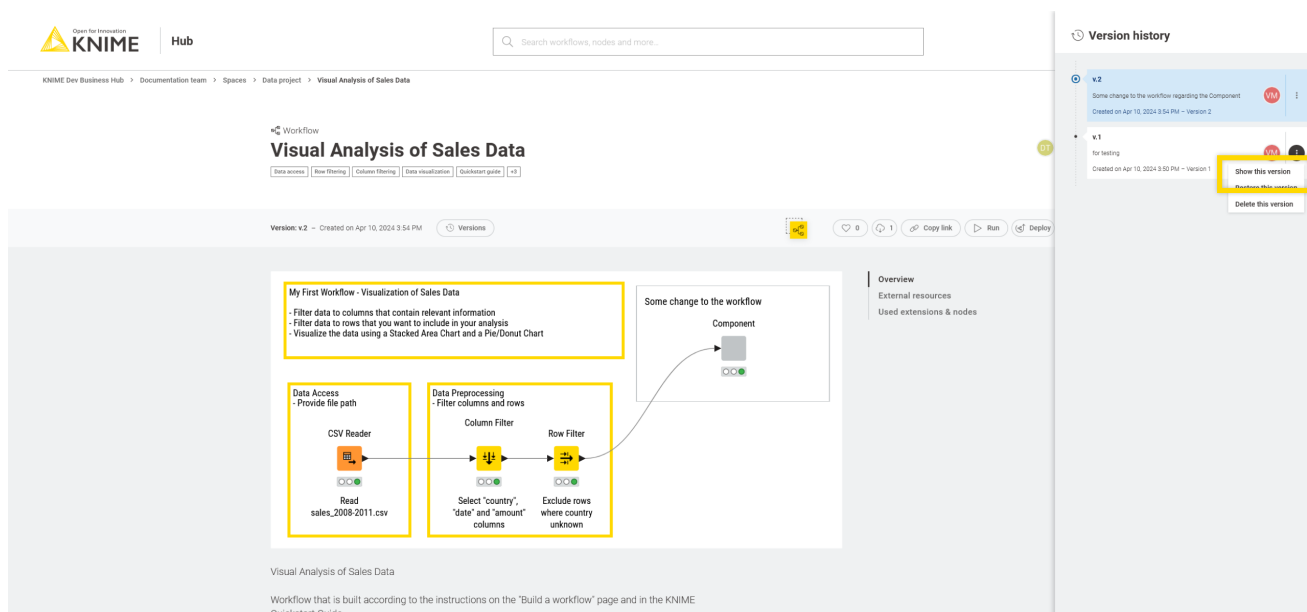 Open for Innovation
KNIME
Hub
Search workflows, nodes and more...
KNIME Dev Business Hub > Documentation team > Spaces > Data project > Visual Analysis of Sales Data
Workflow
Visual Analysis of Sales Data
Data access
Row filtering
Column filtering
Data visualization
Quickstart guide
+3
DT
Version: v.2 – Created on Apr 10, 2024 3:54 PM
Versions
0
1
Copy link
Run
Deploy
My First Workflow - Visualization of Sales Data
- Filter data to columns that contain relevant information
- Filter data to rows that you want to include in your analysis
- Visualize the data using a Stacked Area Chart and a Pie/Donut Chart
Some change to the workflow
Component
Data Access
- Provide file path
CSV Reader
Read
sales_2008-2011.csv
Data Preprocessing
- Filter columns and rows
Column Filter
Select "country",
"date" and "amount"
columns
Row Filter
Exclude rows
where country
unknown
Overview
External resources
Used extensions & nodes
Visual Analysis of Sales Data
Workflow that is built according to the instructions on the "Build a workflow" page and in the KNIME
Quickstart Guide
Version history
v.2
Some change to the workflow regarding the Component
Created on Apr 10, 2024 3:54 PM – Version 2
VM
v.1
for testing
Created on Apr 10, 2024 3:50 PM – Version 1
VM
Show this version
Restore this version
Delete this version